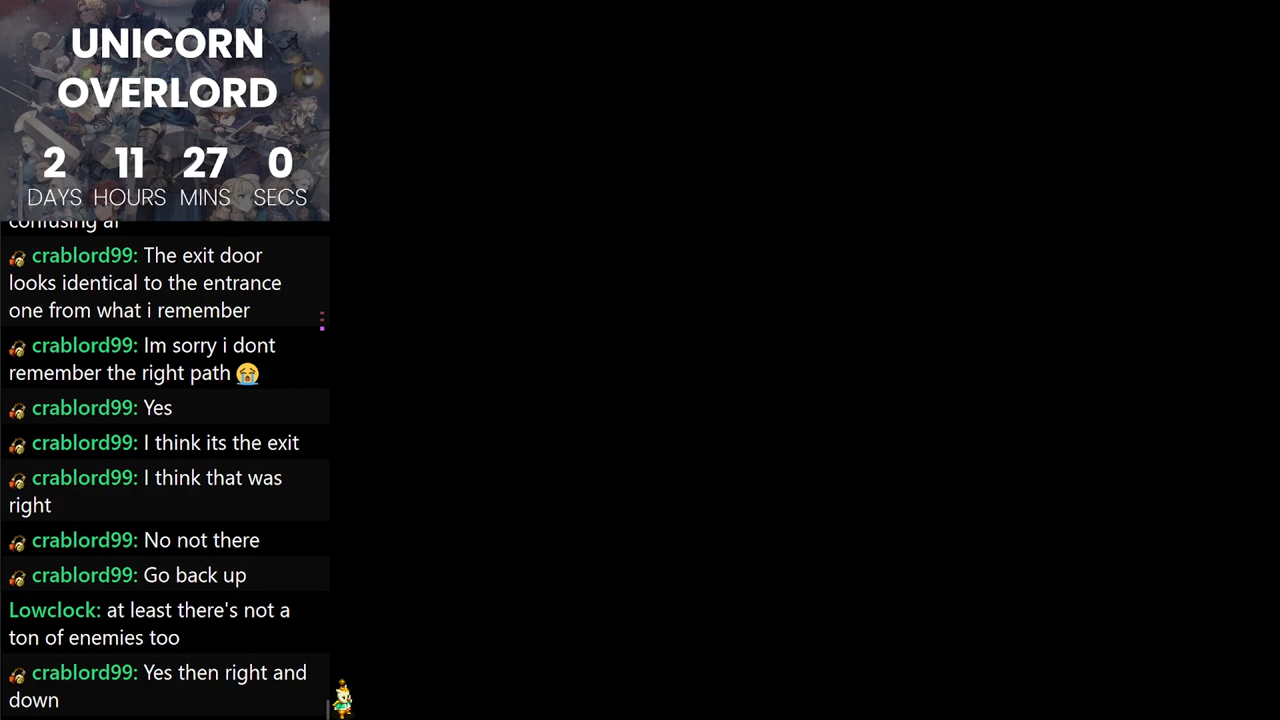 UNICORN
OVERLORD
2 11 27 0
DAYS HOURS MINS SECS
confusing af
crablord99: The exit door
looks identical to the entrance
one from what i remember
crablord99: Im sorry i dont
remember the right path 😭
crablord99: Yes
crablord99: I think its the exit
crablord99: I think that was
right
crablord99: No not there
crablord99: Go back up
Lowclock: at least there's not a
ton of enemies too
crablord99: Yes then right and
down